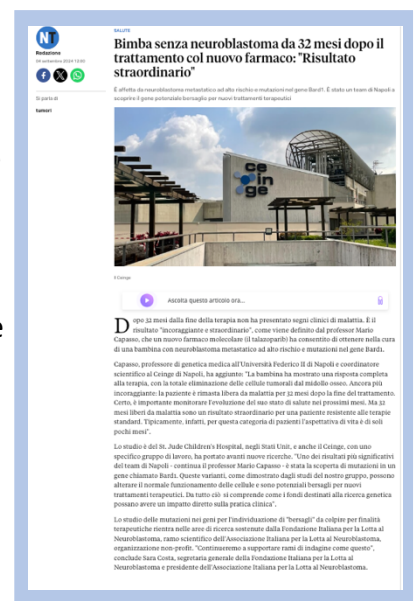 NT
SALUTE
Bimba senza neuroblastoma da 32 mesi dopo il
trattamento col nuovo farmaco: "Risultato
straordinario"
Redazione
È affetta da neuroblastoma metastatico ad alto rischio e mutazioni nel gene Bard1. È stato un team di Napoli a
scoprire il gene potenziale bersaglio per nuovi trattamenti terapeutici
Si parla di
tumori
ce
in
ge
Il Ceinge
Ascolta questo articolo ora...
e
Dopo 32 mesi dalla fine della terapia non ha presentato segni clinici di malattia. È il
risultato "incoraggiante e straordinario", come viene definito dal professor Mario
Capasso, che un nuovo farmaco molecolare (il talazoparib) ha consentito di ottenere nella cura
di una bambina con neuroblastoma metastatico ad alto rischio e mutazioni nel gene Bard1.
Capasso, professore di genetica medica all'Università Federico II di Napoli e coordinatore
scientifico al Ceinge di Napoli, ha aggiunto: "La bambina ha mostrato una risposta completa
alla terapia, con la totale eliminazione delle cellule tumorali dal midollo osseo. Ancora più
incoraggiante: la paziente è rimasta libera da malattia per 32 mesi dopo la fine del trattamento.
Certo, è importante monitorare l'evoluzione del suo stato di salute nei prossimi mesi. Ma 32
mesi liberi da malattia sono un risultato straordinario per una paziente resistente alle terapie
standard. Tipicamente, infatti, per questa categoria di pazienti l'aspettativa di vita è di soli
pochi mesi".
Lo studio è del St. Jude Children's Hospital, negli Stati Unit, e anche il Ceinge, con uno
specifico gruppo di lavoro, ha portato avanti nuove ricerche. "Uno dei risultati più significativi
del team di Napoli - continua il professor Mario Capasso - è stata la scoperta di mutazioni in un
gene chiamato Bard1. Queste varianti, come dimostrato dagli studi del nostro gruppo, possono
alterare il normale funzionamento delle cellule e sono potenziali bersagli per nuovi
trattamenti terapeutici. Da tutto ciò si comprende come i fondi destinati alla ricerca genetica
possano avere un impatto diretto sulla pratica clinica".
Lo studio delle mutazioni nei geni per l'individuazione di "bersagli" da colpire per finalità
terapeutiche rientra nelle aree di ricerca sostenute dalla Fondazione Italiana per la Lotta al
Neuroblastoma, ramo scientifico dell'Associazione Italiana per la Lotta al Neuroblastoma,
organizzazione non-profit. "Continueremo a supportare rami di indagine come questo",
conclude Sara Costa, segretaria generale della Fondazione Italiana per la Lotta al
Neuroblastoma e presidente dell'Associazione Italiana per la Lotta al Neuroblastoma.